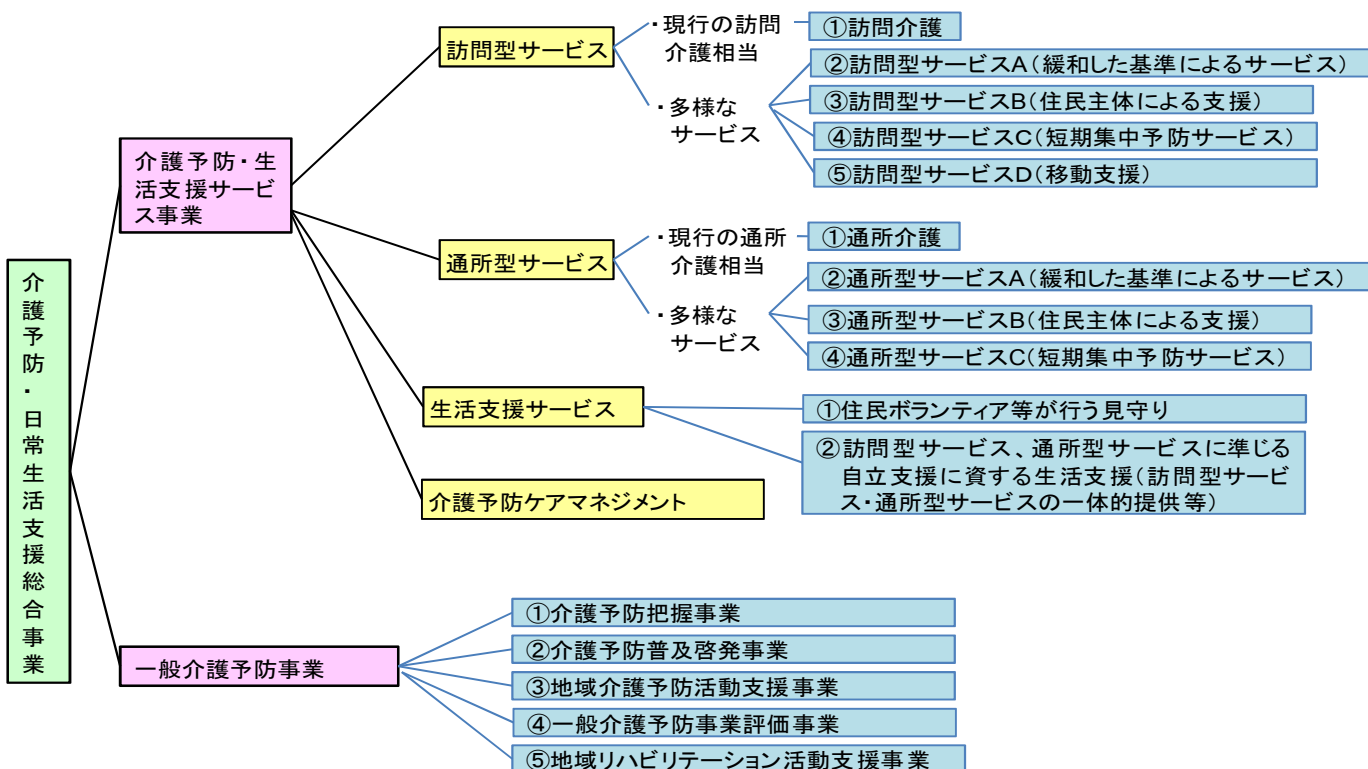 介護予防・日常生活支援総合事業
介護予防・生
活支援サービ
ス事業
訪問型サービス
・現行の訪問
介護相当
①訪問介護
・多様な
サービス
②訪問型サービスA(緩和した基準によるサービス)
③訪問型サービスB(住民主体による支援)
④訪問型サービスC(短期集中予防サービス)
⑤訪問型サービスD(移動支援)
通所型サービス
・現行の通所
介護相当
①通所介護
・多様な
サービス
②通所型サービスA(緩和した基準によるサービス)
③通所型サービスB(住民主体による支援)
④通所型サービスC(短期集中予防サービス)
生活支援サービス
①住民ボランティア等が行う見守り
②訪問型サービス、通所型サービスに準じる
自立支援に資する生活支援(訪問型サービ
ス・通所型サービスの一体的提供等)
介護予防ケアマネジメント
一般介護予防事業
①介護予防把握事業
②介護予防普及啓発事業
③地域介護予防活動支援事業
④一般介護予防事業評価事業
⑤地域リハビリテーション活動支援事業